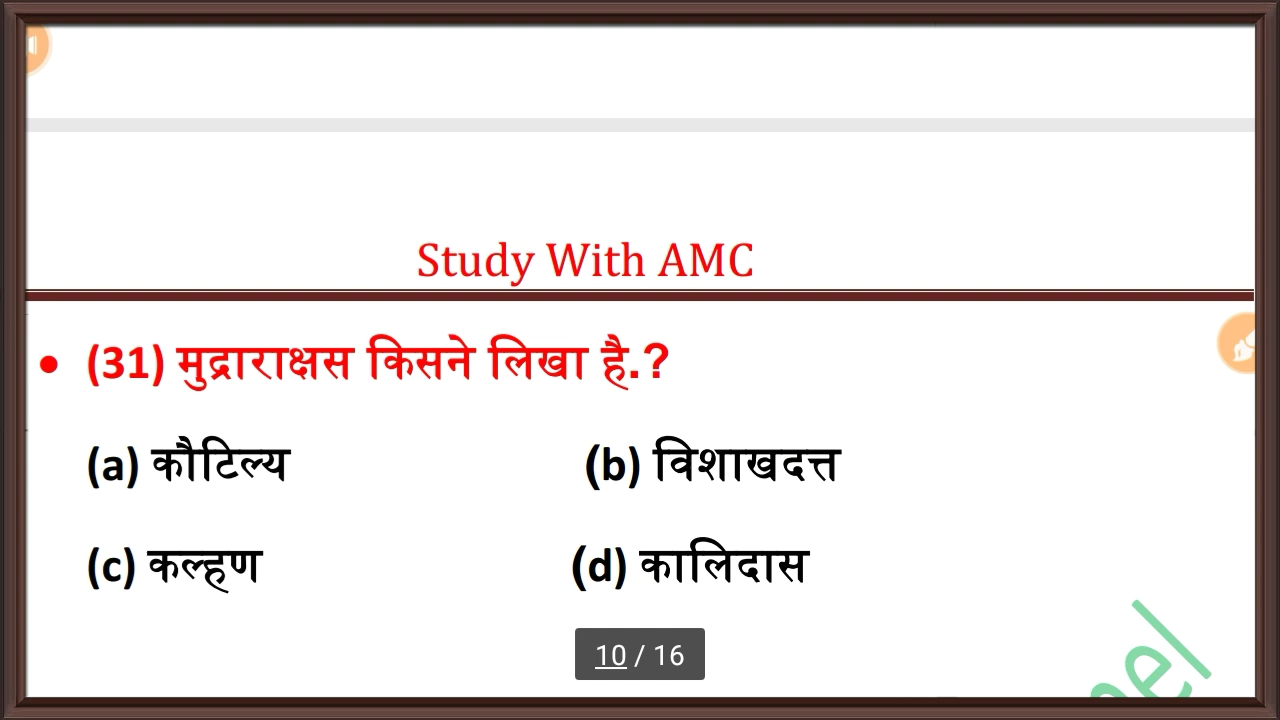 Study With AMC
• (31) मुद्राराक्षस किसने लिखा है.?
(a) कौटिल्य (b) विशाखदत्त
(c) कल्हण (d) कालिदास
10 / 16